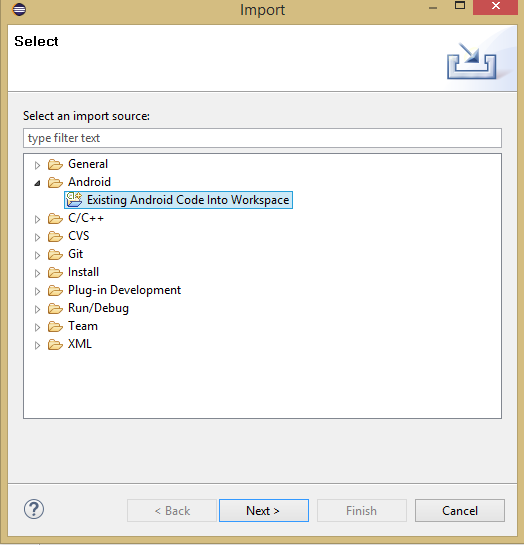 Import
Select
Select an import source:
type filter text
General
Android
Existing Android Code Into Workspace
C/C++
CVS
Git
Install
Plug-in Development
Run/Debug
Team
XML
?
< Back
Next >
Finish
Cancel